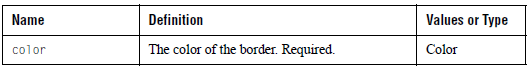 Name Definition Values or Type
color The color of the border. Required. Color